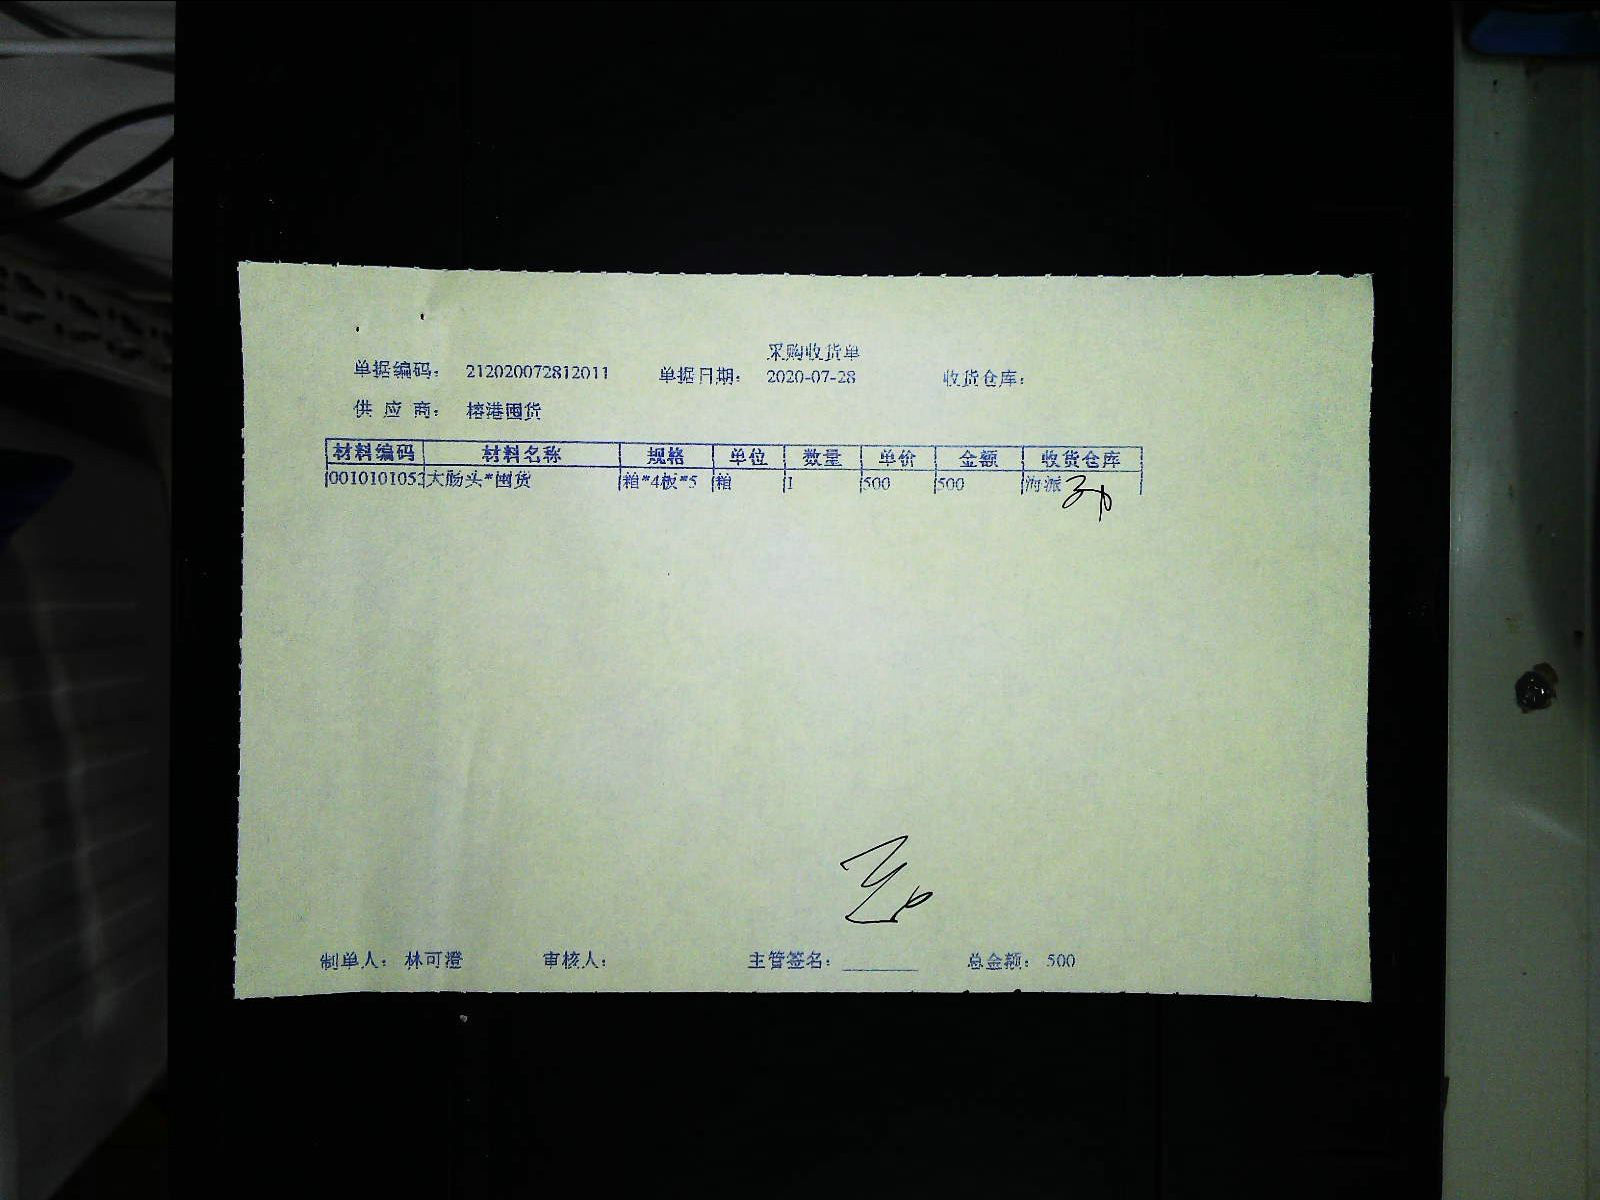 采购收货单
单据编码： 212020072812011 单据日期： 2020-07-28 收货仓库：
供 应 商： 榕港囤货
材料编码 材料名称 规格 单位 数量 单价 金额 收货仓库
0010101052 大肠头*囤货 箱*4板*5 箱 1 500 500 海派
制单人： 林可澄 审核人： 主管签名：________ 总金额： 500